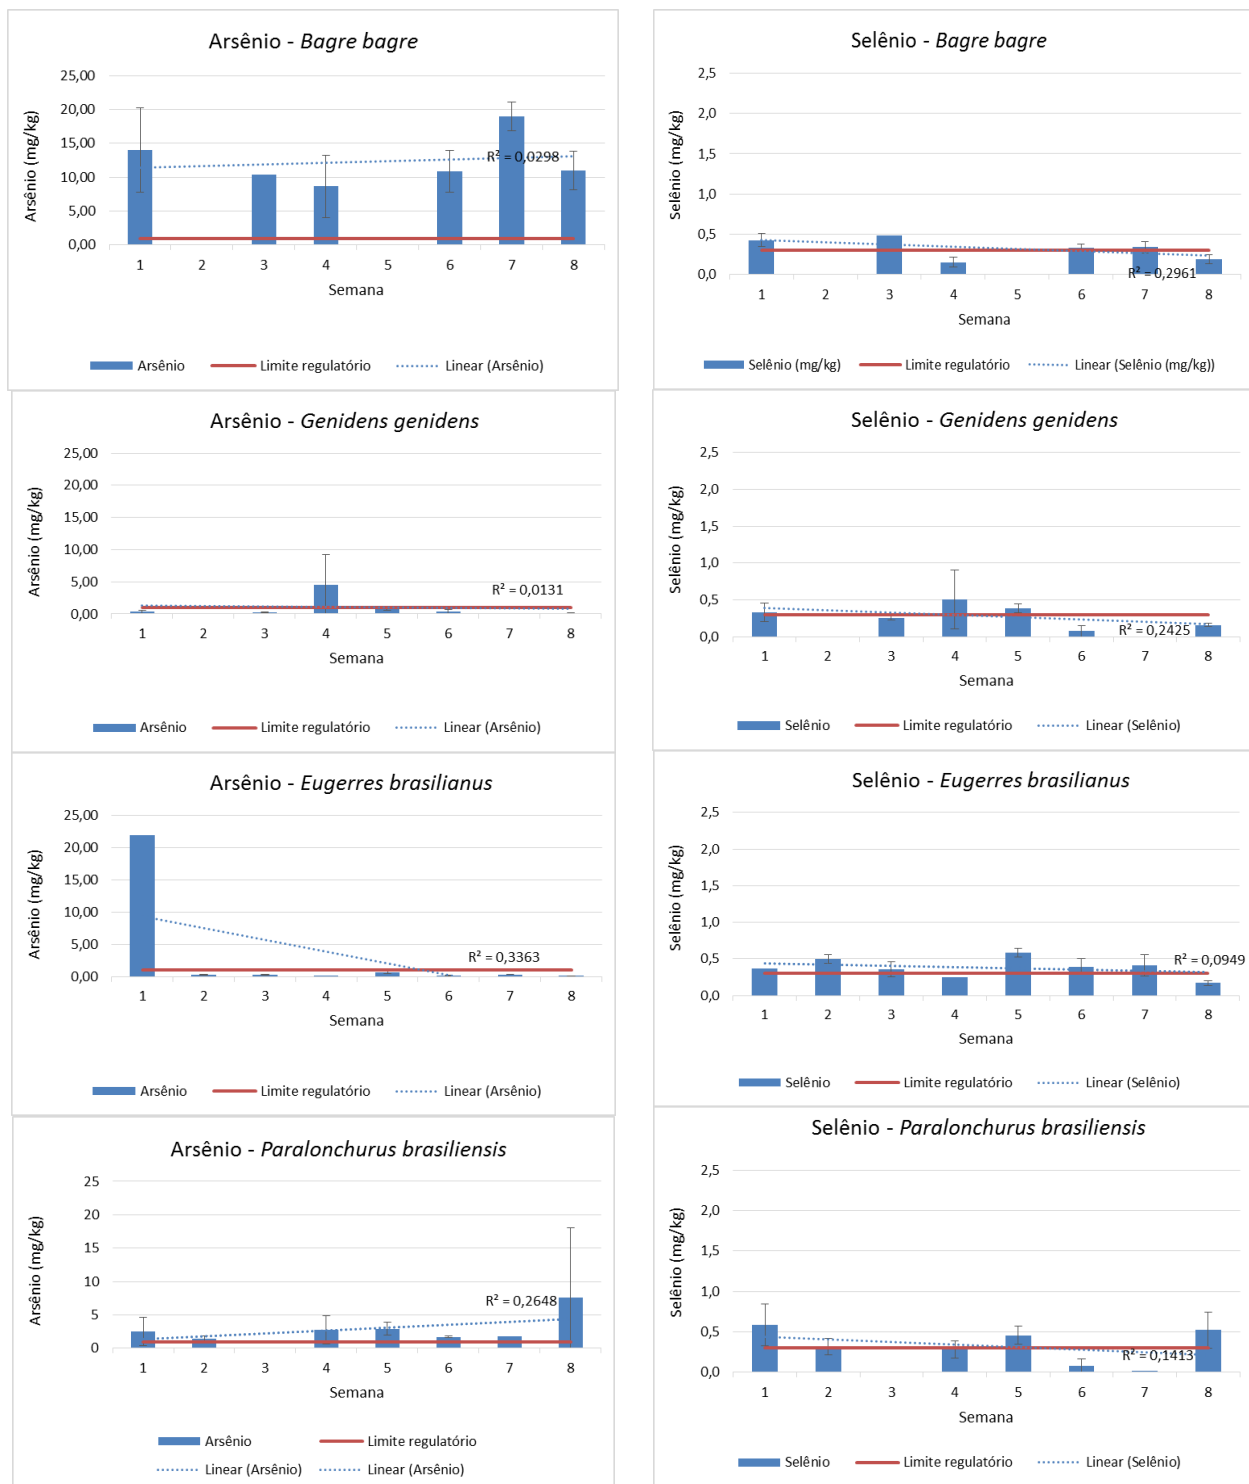 Arsênio - Bagre bagre
Arsênio (mg/kg)
25,00
20,00
15,00
10,00
5,00
0,00
R² = 0,0298
1 2 3 4 5 6 7 8
Semana
Arsênio Limite regulatório Linear (Arsênio)
Selênio - Bagre bagre
Selênio (mg/kg)
2,5
2,0
1,5
1,0
0,5
0,0
R² = 0,2961
1 2 3 4 5 6 7 8
Semana
Selênio (mg/kg) Limite regulatório Linear (Selênio (mg/kg))
Arsênio - Genidens genidens
Arsênio (mg/kg)
25,00
20,00
15,00
10,00
5,00
0,00
R² = 0,0131
1 2 3 4 5 6 7 8
Semana
Arsênio Limite regulatório Linear (Arsênio)
Selênio - Genidens genidens
Selênio (mg/kg)
2,5
2,0
1,5
1,0
0,5
0,0
R² = 0,2425
1 2 3 4 5 6 7 8
Semana
Selênio Limite regulatório Linear (Selênio)
Arsênio - Eugerres brasilianus
Arsênio (mg/kg)
25,00
20,00
15,00
10,00
5,00
0,00
R² = 0,3363
1 2 3 4 5 6 7 8
Semana
Arsênio Limite regulatório Linear (Arsênio)
Selênio - Eugerres brasilianus
Selênio (mg/kg)
2,5
2,0
1,5
1,0
0,5
0,0
R² = 0,0949
1 2 3 4 5 6 7 8
Semana
Selênio Limite regulatório Linear (Selênio)
Arsênio - Paralonchurus brasiliensis
Arsênio (mg/kg)
25
20
15
10
5
0
R² = 0,2648
1 2 3 4 5 6 7 8
Semana
Arsênio Limite regulatório
Linear (Arsênio) Linear (Arsênio)
Selênio - Paralonchurus brasiliensis
Selênio (mg/kg)
2,5
2,0
1,5
1,0
0,5
0,0
R² = 0,1413
1 2 3 4 5 6 7 8
Semana
Selênio Limite regulatório Linear (Selênio)